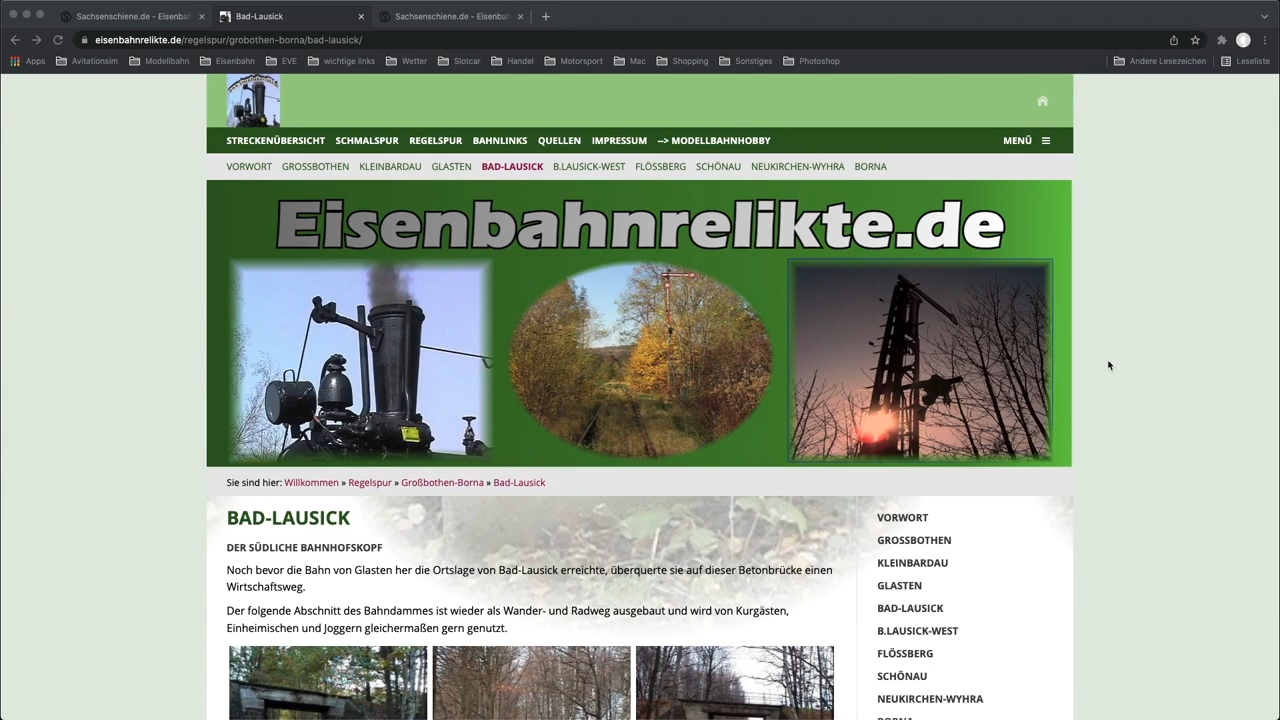 Sachsenschiene.de - Eisenbah
Bad-Lausick
Sachsenschiene.de - Eisenbah
eisenbahnrelikte.de/regelspur/grobothen-borna/bad-lausick/
Apps
Avitationsim
Modellbahn
Eisenbahn
EVE
wichtige links
Wetter
Slotcar
Handel
Motorsport
Mac
Shopping
Sonstiges
Photoshop
Andere Lesezeichen
Leseliste
STRECKENÜBERSICHT SCHMALSPUR REGELSPUR BAHNLINKS QUELLEN IMPRESSUM --> MODELLBAHNHOBBY MENÜ
VORWORT GROSSBOTHEN KLEINBARDAU GLASTEN BAD-LAUSICK B.LAUSICK-WEST FLÖSSBERG SCHÖNAU NEUKIRCHEN-WYHRA BORNA
Eisenbahnrelikte.de
Sie sind hier: Willkommen » Regelspur » Großbothen-Borna » Bad-Lausick
BAD-LAUSICK
DER SÜDLICHE BAHNHOFSKOPF
Noch bevor die Bahn von Glasten her die Ortslage von Bad-Lausick erreichte, überquerte sie auf dieser Betonbrücke einen
Wirtschaftsweg.
Der folgende Abschnitt des Bahndammes ist wieder als Wander- und Radweg ausgebaut und wird von Kurgästen,
Einheimischen und Joggern gleichermaßen gern genutzt.
VORWORT
GROSSBOTHEN
KLEINBARDAU
GLASTEN
BAD-LAUSICK
B.LAUSICK-WEST
FLÖSSBERG
SCHÖNAU
NEUKIRCHEN-WYHRA
BORNA